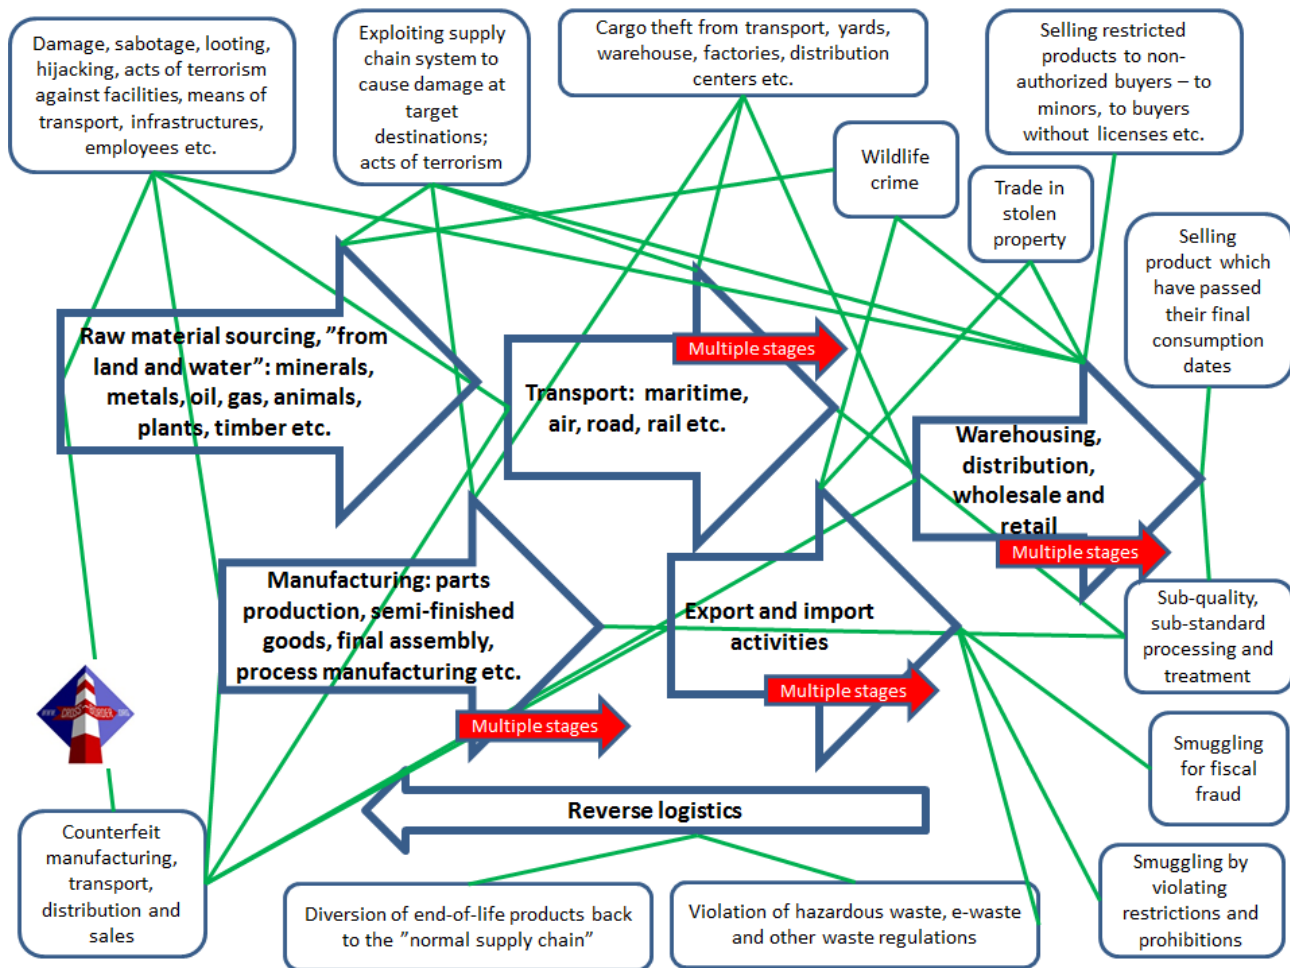 Damage, sabotage, looting,
hijacking, acts of terrorism
against facilities, means of
transport, infrastructures,
employees etc.
Exploiting supply
chain system to
cause damage at
target
destinations;
acts of terrorism
Cargo theft from transport, yards,
warehouse, factories, distribution
centers etc.
Selling restricted
products to non-
authorized buyers – to
minors, to buyers
without licenses etc.
Wildlife
crime
Trade in
stolen
property
Selling
product which
have passed
their final
consumption
dates
Raw material sourcing, ”from
land and water”: minerals,
metals, oil, gas, animals,
plants, timber etc.
Multiple stages
Transport: maritime,
air, road, rail etc.
Warehousing,
distribution,
wholesale and
retail
Multiple stages
Manufacturing: parts
production, semi-finished
goods, final assembly,
process manufacturing etc.
Multiple stages
Export and import
activities
Multiple stages
Sub-quality,
sub-standard
processing and
treatment
Smuggling
for fiscal
fraud
Reverse logistics
Counterfeit
manufacturing,
transport,
distribution and
sales
Diversion of end-of-life products back
to the ”normal supply chain”
Violation of hazardous waste, e-waste
and other waste regulations
Smuggling by
violating
restrictions and
prohibitions